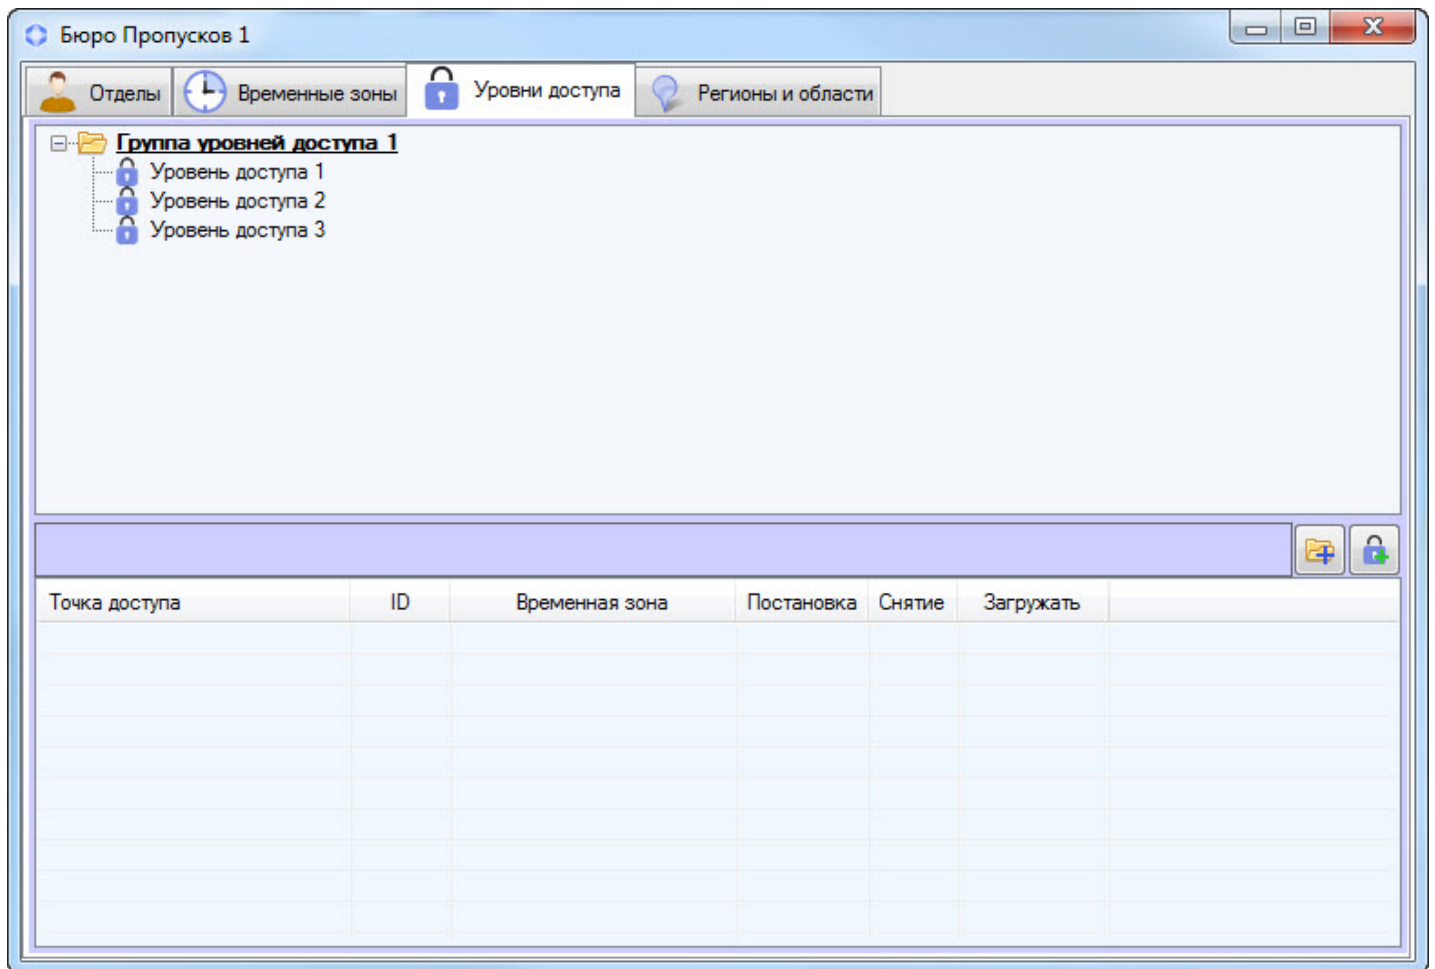 Бюро Пропусков 1
Отделы Временные зоны Уровни доступа Регионы и области
Группа уровней доступа 1
Уровень доступа 1
Уровень доступа 2
Уровень доступа 3
Точка доступа ID Временная зона Постановка Снятие Загружать